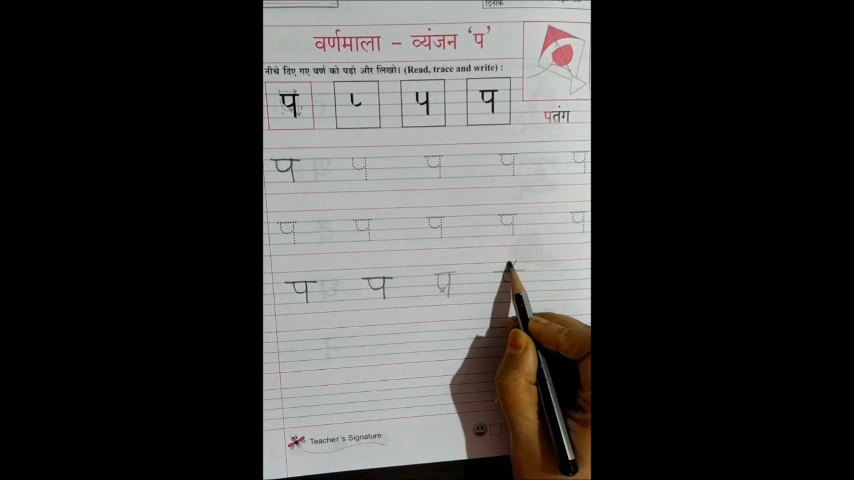 दिनांक
वर्णमाला – व्यंजन ‘प’
नीचे दिए गए वर्ण को पढ़ो और लिखो। (Read, trace and write) :
प प प
पतंग
प प प प प
प प प प प
प प प
Teacher's Signature